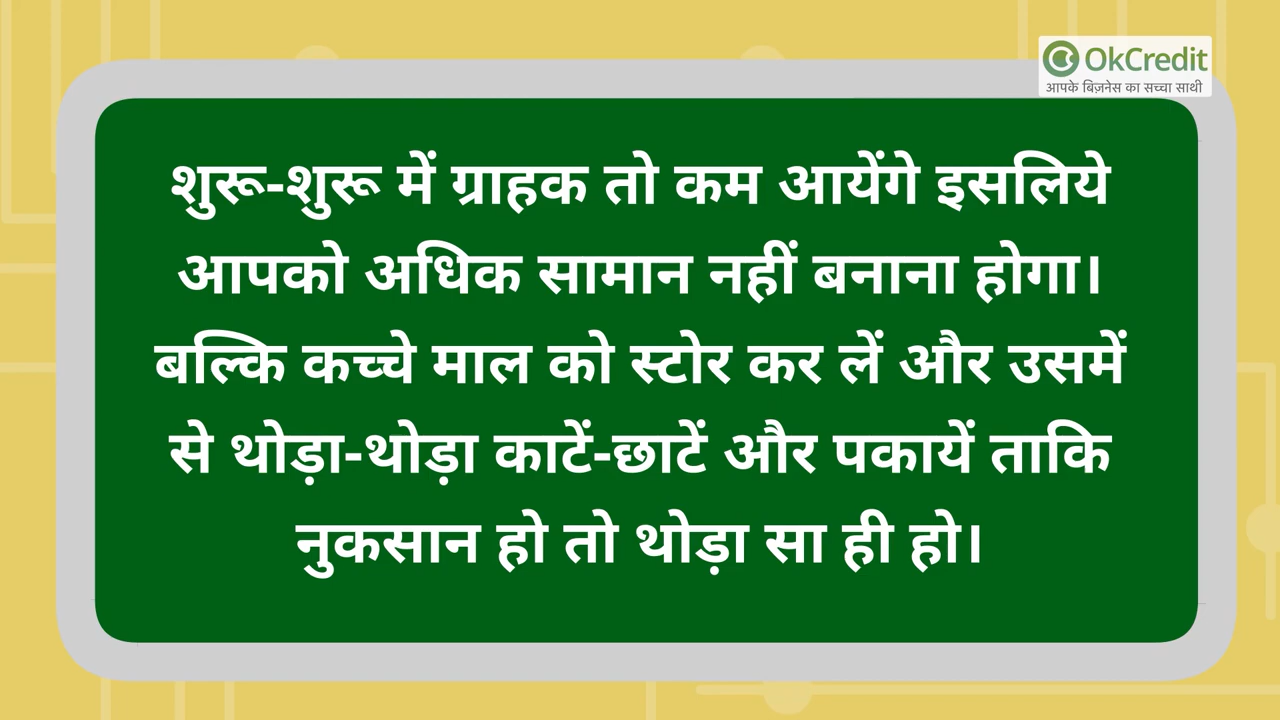 OkCredit
आपके बिज़नेस का सच्चा साथी
शुरू-शुरू में ग्राहक तो कम आयेंगे इसलिये
आपको अधिक सामान नहीं बनाना होगा।
बल्कि कच्चे माल को स्टोर कर लें और उसमें
से थोड़ा-थोड़ा काटें-छाटें और पकायें ताकि
नुकसान हो तो थोड़ा सा ही हो।